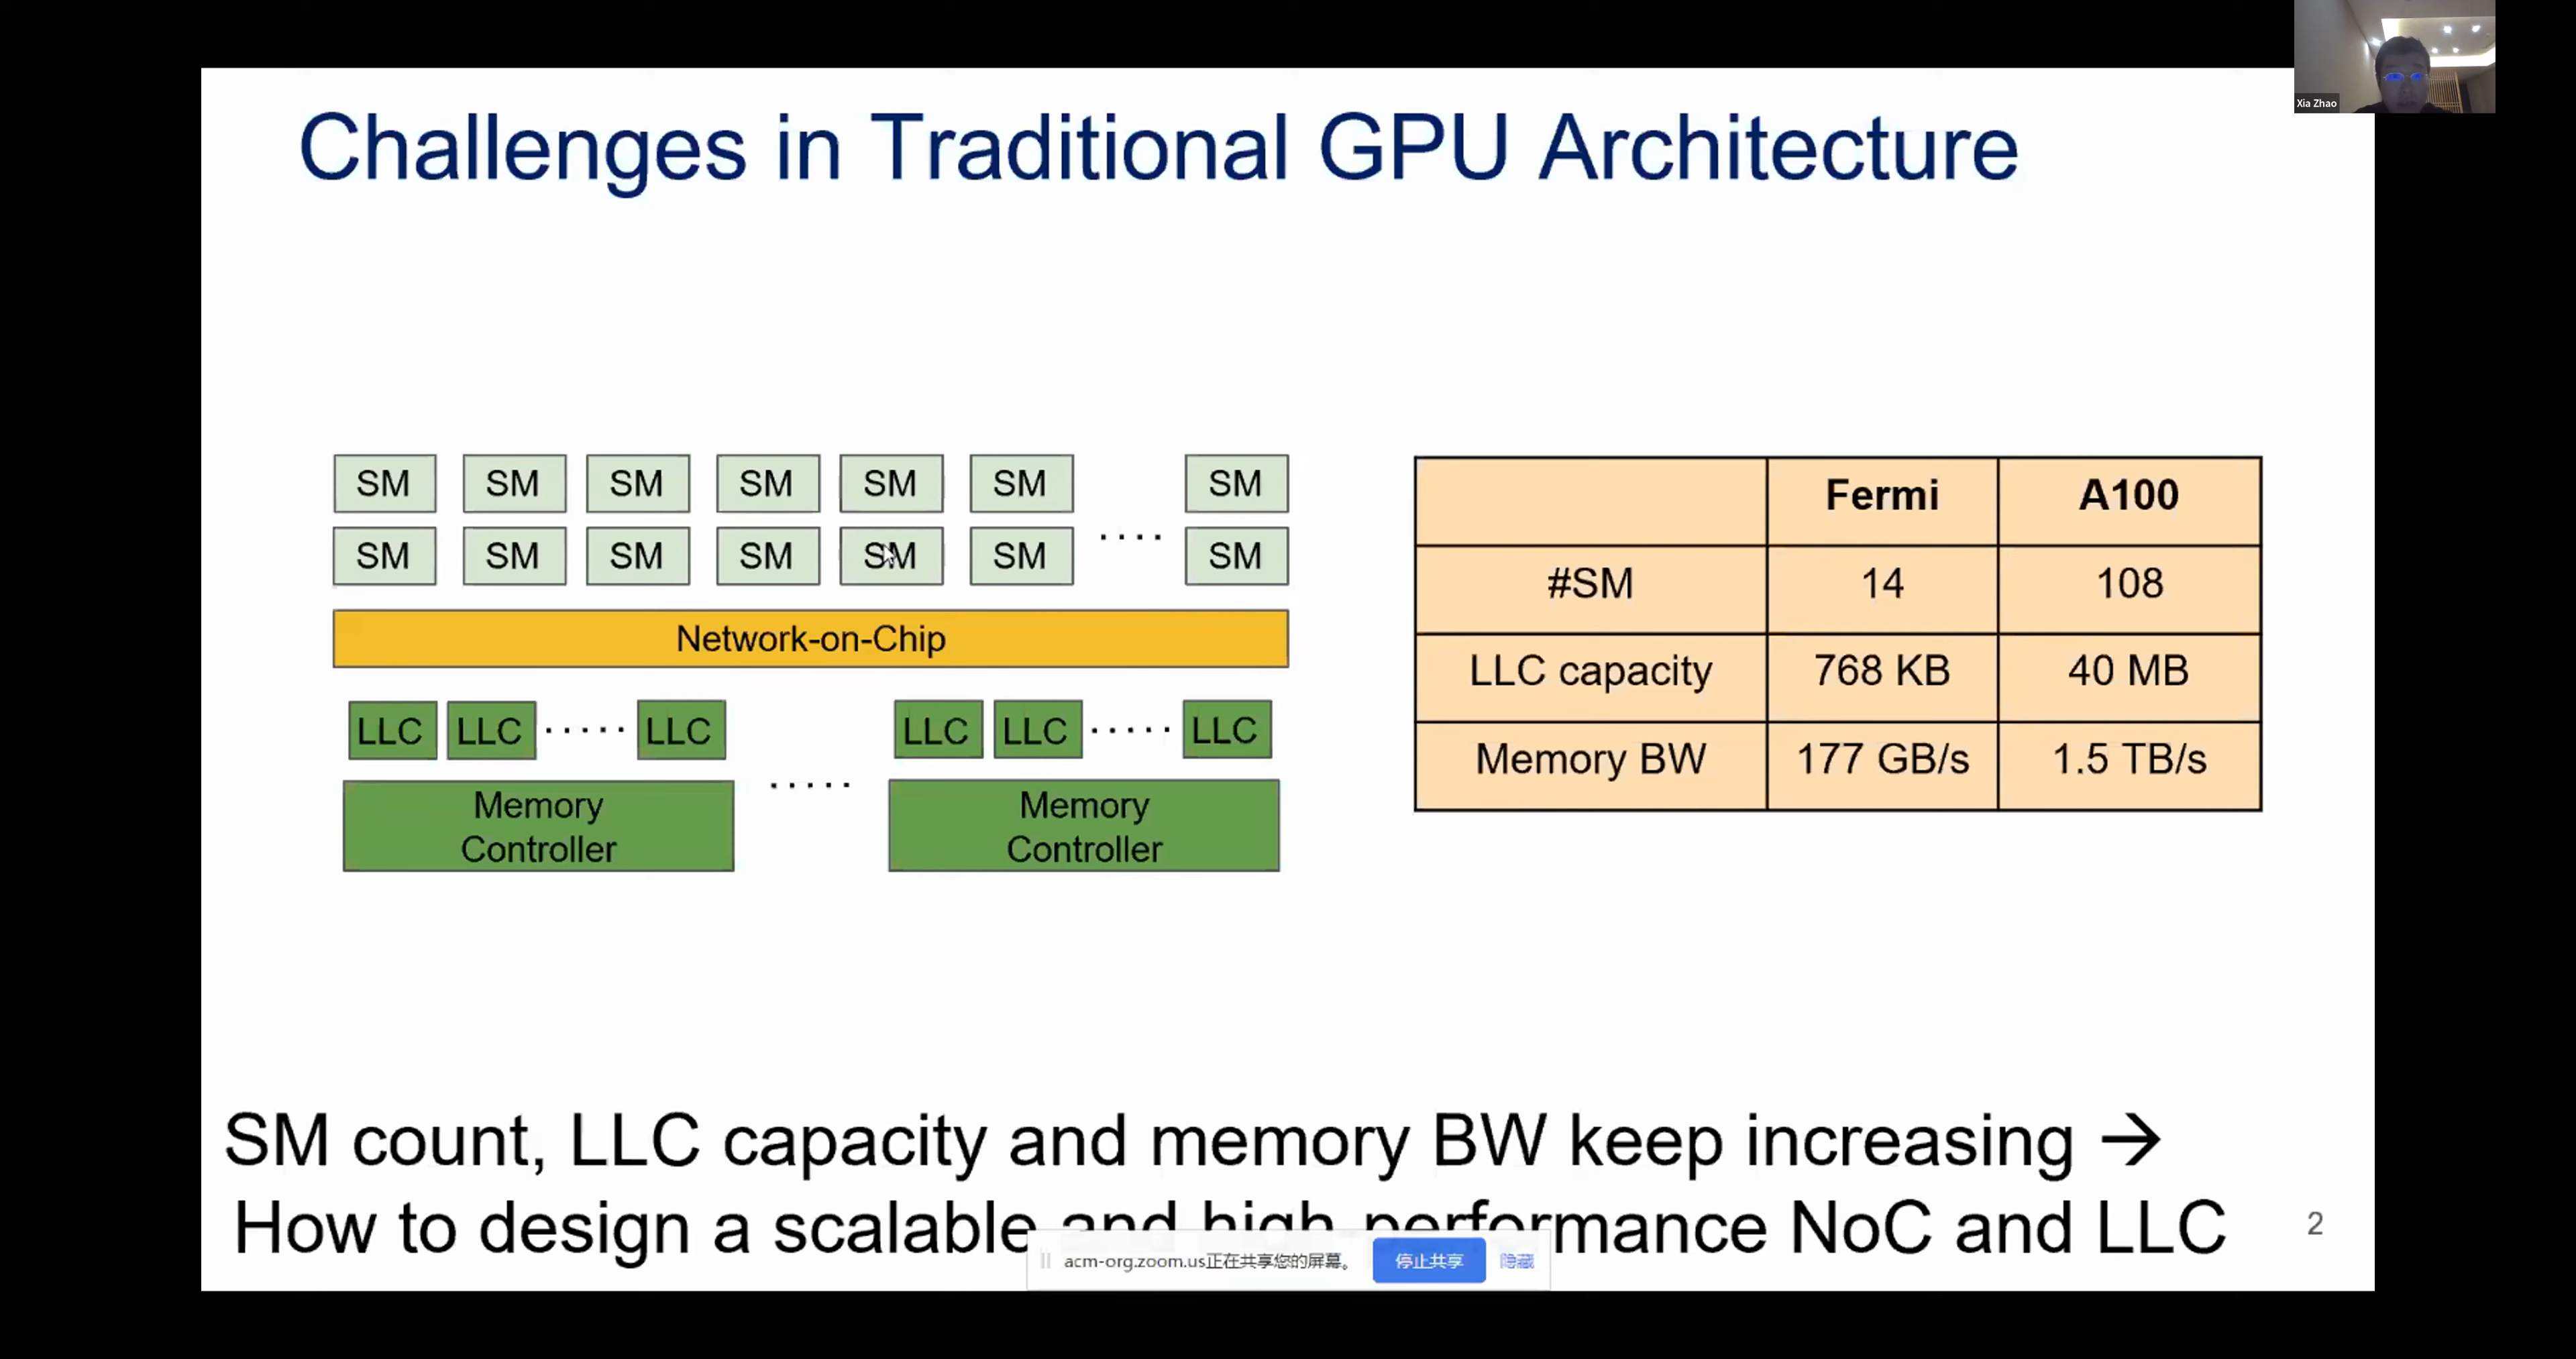 Xia Zhao
Challenges in Traditional GPU Architecture
SM SM SM SM SM SM SM
SM SM SM SM SM SM ···· SM
Network-on-Chip
LLC LLC ····· LLC LLC LLC ····· LLC
Memory Controller ····· Memory Controller
Fermi A100
#SM 14 108
LLC capacity 768 KB 40 MB
Memory BW 177 GB/s 1.5 TB/s
SM count, LLC capacity and memory BW keep increasing →
How to design a scalable and high performance NoC and LLC
2
acm-org.zoom.us正在共享您的屏幕。 停止共享 隐藏